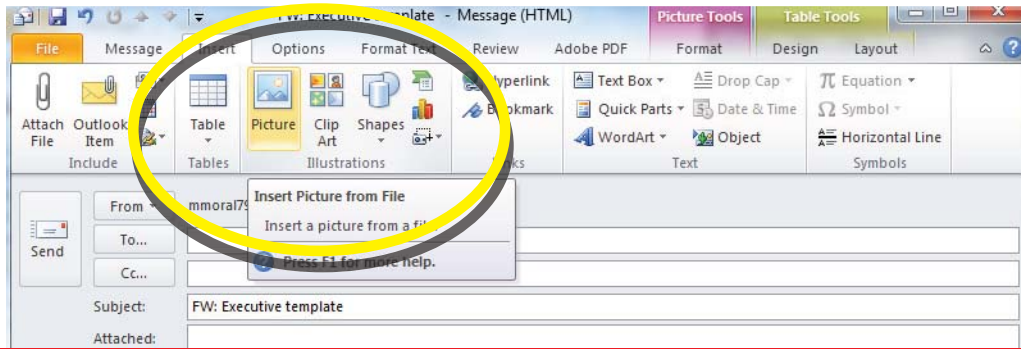 FW: Executive template - Message (HTML) Picture Tools Table Tools
File Message Insert Options Format Text Review Adobe PDF Format Design Layout
Attach File
Outlook Item
Table
Picture
Clip Art
Shapes
Hyperlink
Bookmark
Text Box
Quick Parts
WordArt
Drop Cap
Date & Time
Object
Equation
Symbol
Horizontal Line
Include Tables Illustrations Links Text Symbols
Insert Picture from File
Insert a picture from a file.
Press F1 for more help.
Send
From mmoral79
To...
Cc...
Subject: FW: Executive template
Attached: